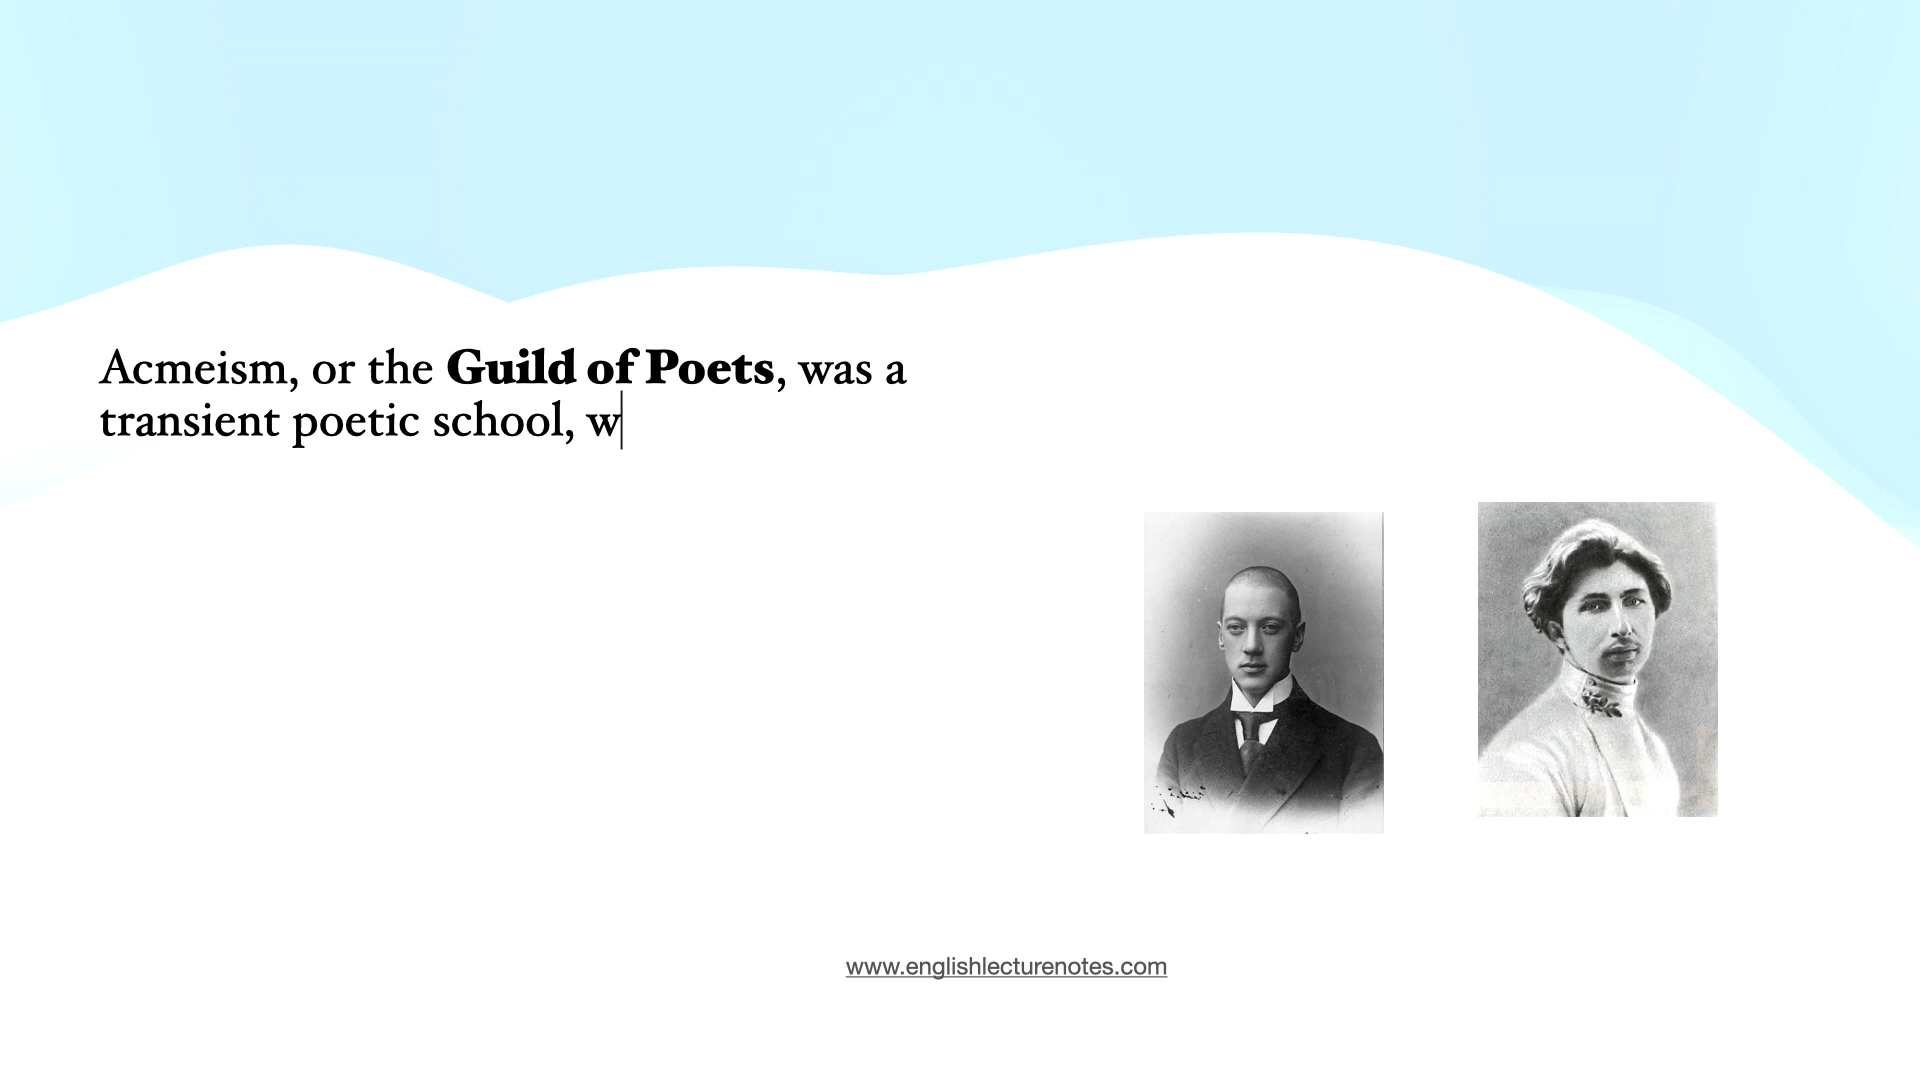 Acmeism, or the Guild of Poets, was a
transient poetic school, w
www.englishlecturenotes.com